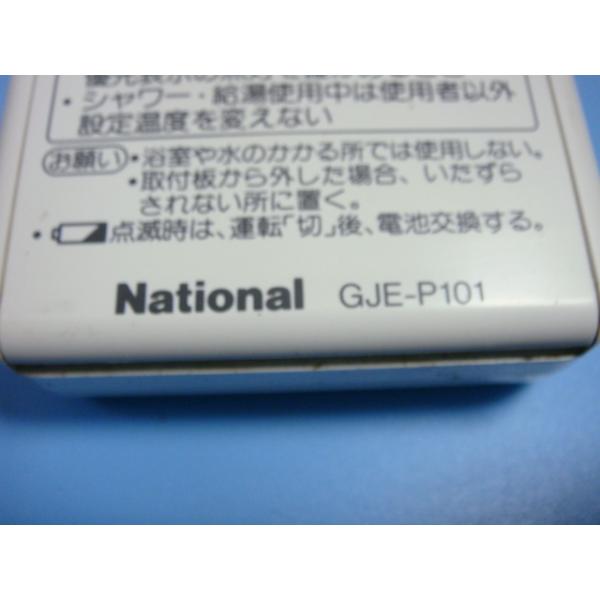 ・シャワー・給湯使用中は使用者以外
設定温度を変えない
お願い・浴室や水のかかる所では使用しない。
・取付板から外した場合、いたずら
されない所に置く。
・点滅時は、運転「切」後、電池交換する。
National GJE-P101